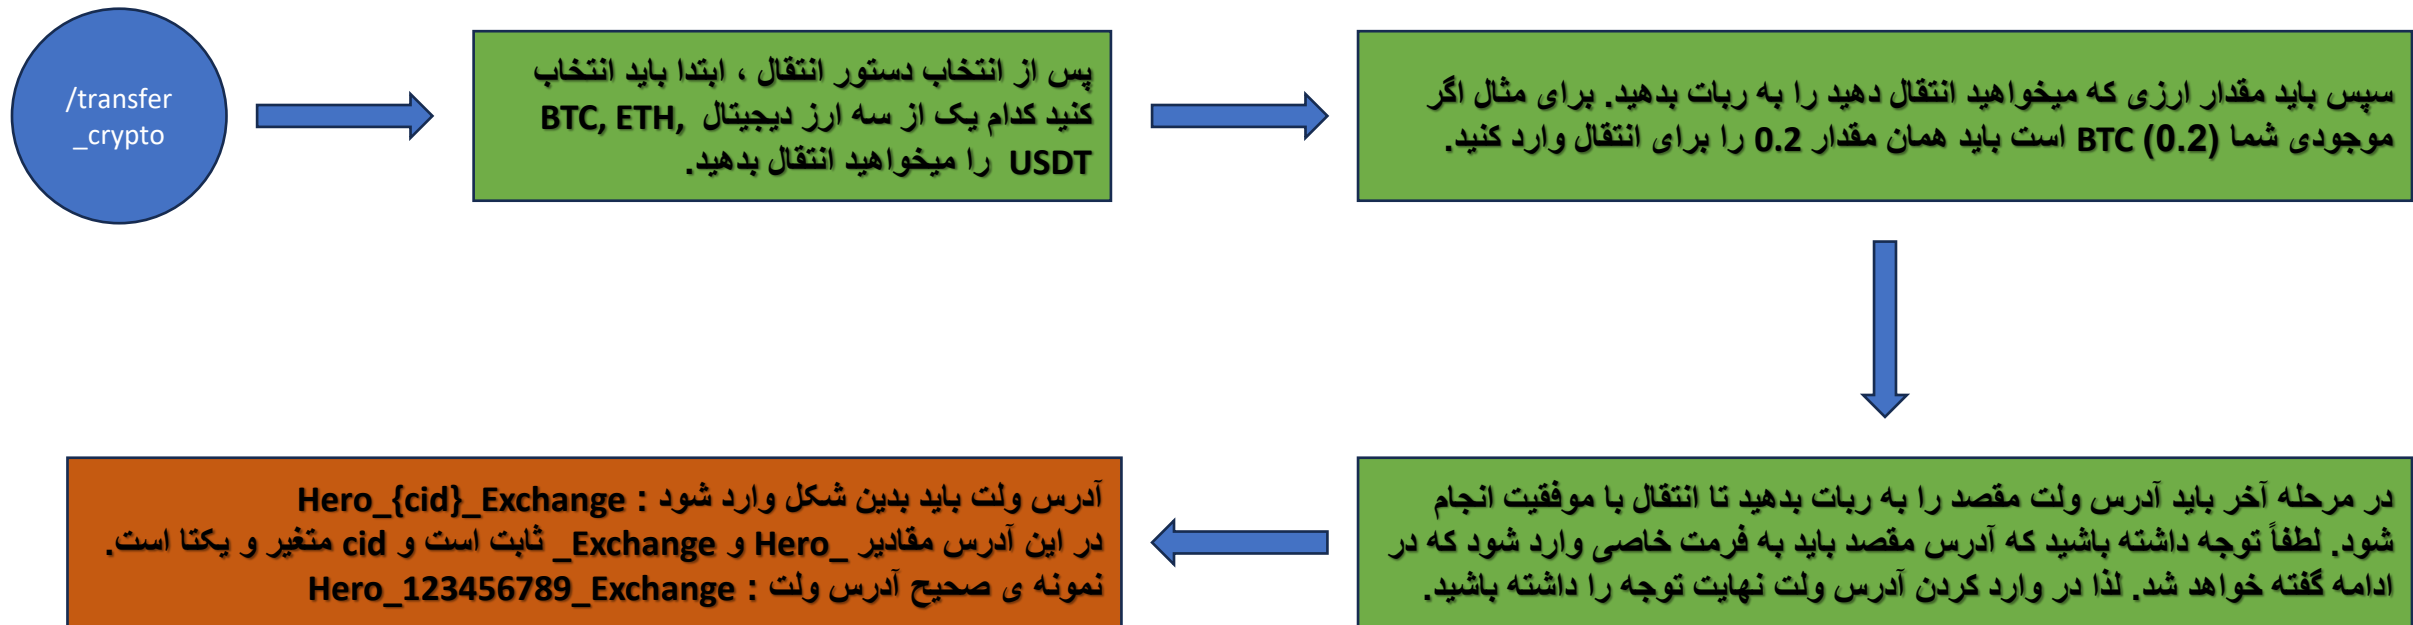 /transfer
_crypto
پس از انتخاب دستور انتقال ، ابتدا باید انتخاب
کنید کدام یک از سه ارز دیجیتال BTC, ETH,
USDT را میخواهید انتقال بدهید.
سپس باید مقدار ارزی که میخواهید انتقال دهید را به ربات بدهید. برای مثال اگر
موجودی شما BTC (0.2) است باید همان مقدار 0.2 را برای انتقال وارد کنید.
در مرحله آخر باید آدرس ولت مقصد را به ربات بدهید تا انتقال با موفقیت انجام
شود. لطفاً توجه داشته باشید که آدرس مقصد باید به فرمت خاصی وارد شود که در
ادامه گفته خواهد شد. لذا در وارد کردن آدرس ولت نهایت توجه را داشته باشید.
آدرس ولت باید بدین شکل وارد شود : Hero_{cid}_Exchange
در این آدرس مقادیر Hero_ و _Exchange ثابت است و cid متغیر و یکتا است.
نمونه ی صحیح آدرس ولت : Hero_123456789_Exchange